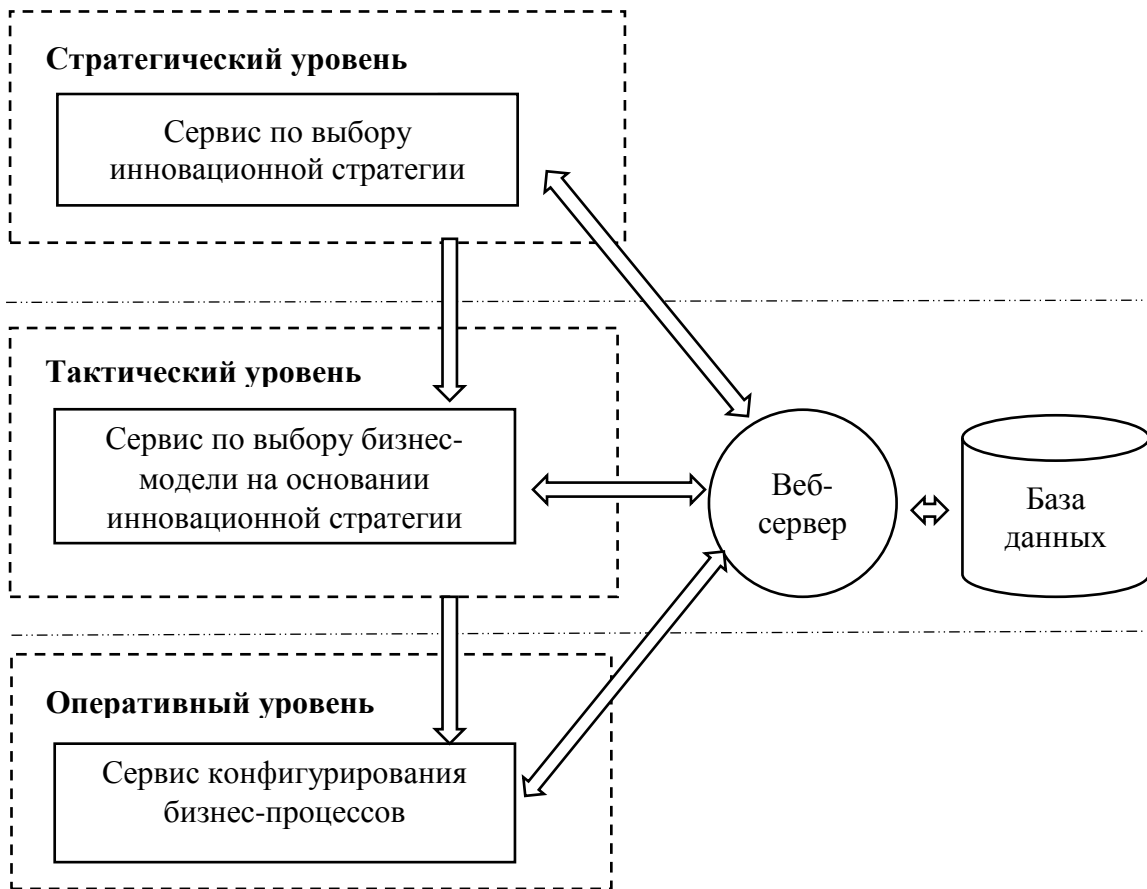 Стратегический уровень
Сервис по выбору
инновационной стратегии
Тактический уровень
Сервис по выбору бизнес-
модели на основании
инновационной стратегии
Веб-
сервер
База
данных
Оперативный уровень
Сервис конфигурирования
бизнес-процессов